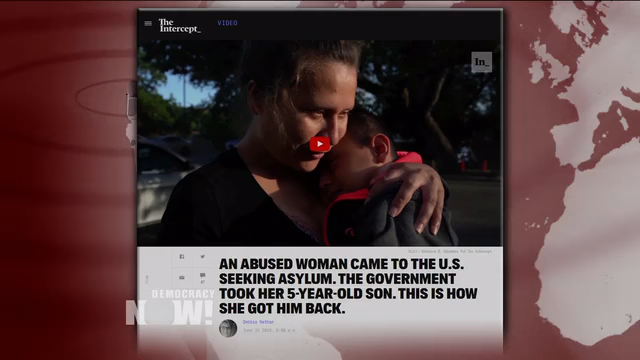 The
Intercept_
VIDEO
In_
AN ABUSED WOMAN CAME TO THE U.S.
SEEKING ASYLUM. THE GOVERNMENT
TOOK HER 5-YEAR-OLD SON. THIS IS HOW
SHE GOT HIM BACK.
DEMOCRACY
NOW!